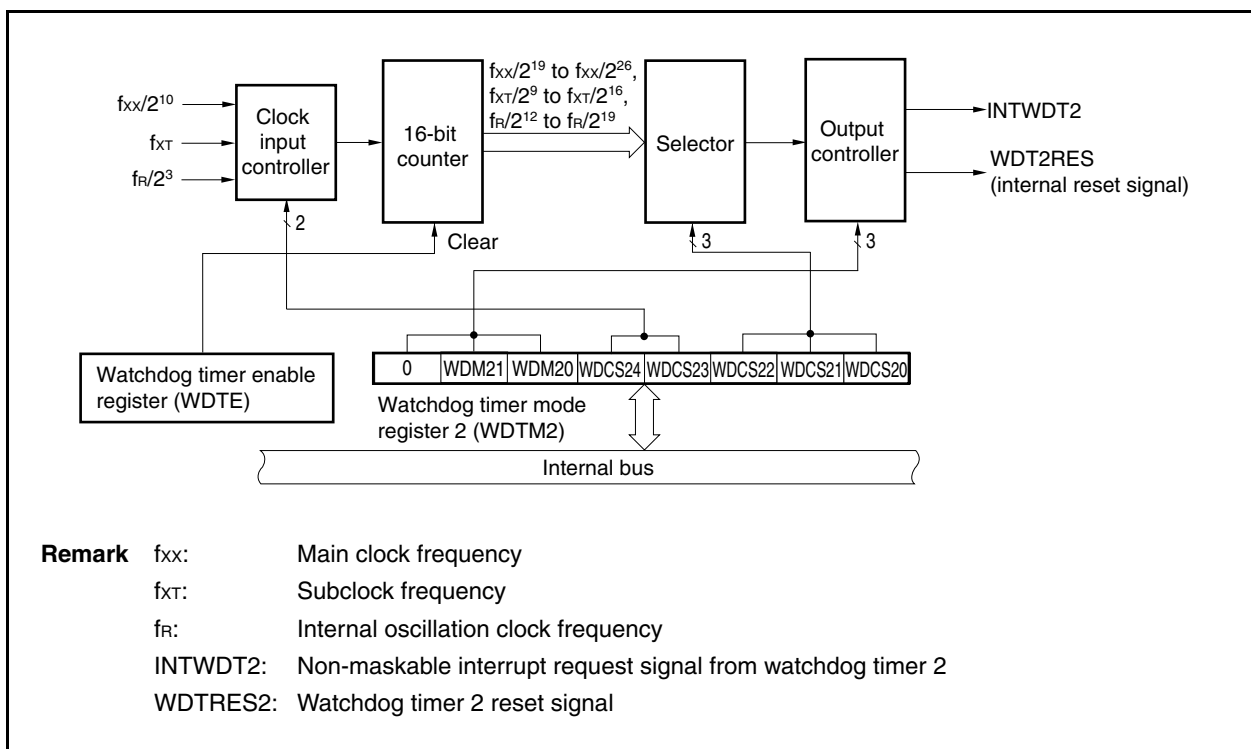 fXX/2^10
fXT
fR/2^3
Clock
input
controller
16-bit
counter
fXX/2^19 to fXX/2^26,
fXT/2^9 to fXT/2^16,
fR/2^12 to fR/2^19
Selector
Output
controller
INTWDT2
WDT2RES
(internal reset signal)
2
Clear
3
3
Watchdog timer enable
register (WDTE)
0 WDM21 WDM20 WDCS24 WDCS23 WDCS22 WDCS21 WDCS20
Watchdog timer mode
register 2 (WDTM2)
Internal bus
Remark fXX: Main clock frequency
fXT: Subclock frequency
fR: Internal oscillation clock frequency
INTWDT2: Non-maskable interrupt request signal from watchdog timer 2
WDTRES2: Watchdog timer 2 reset signal